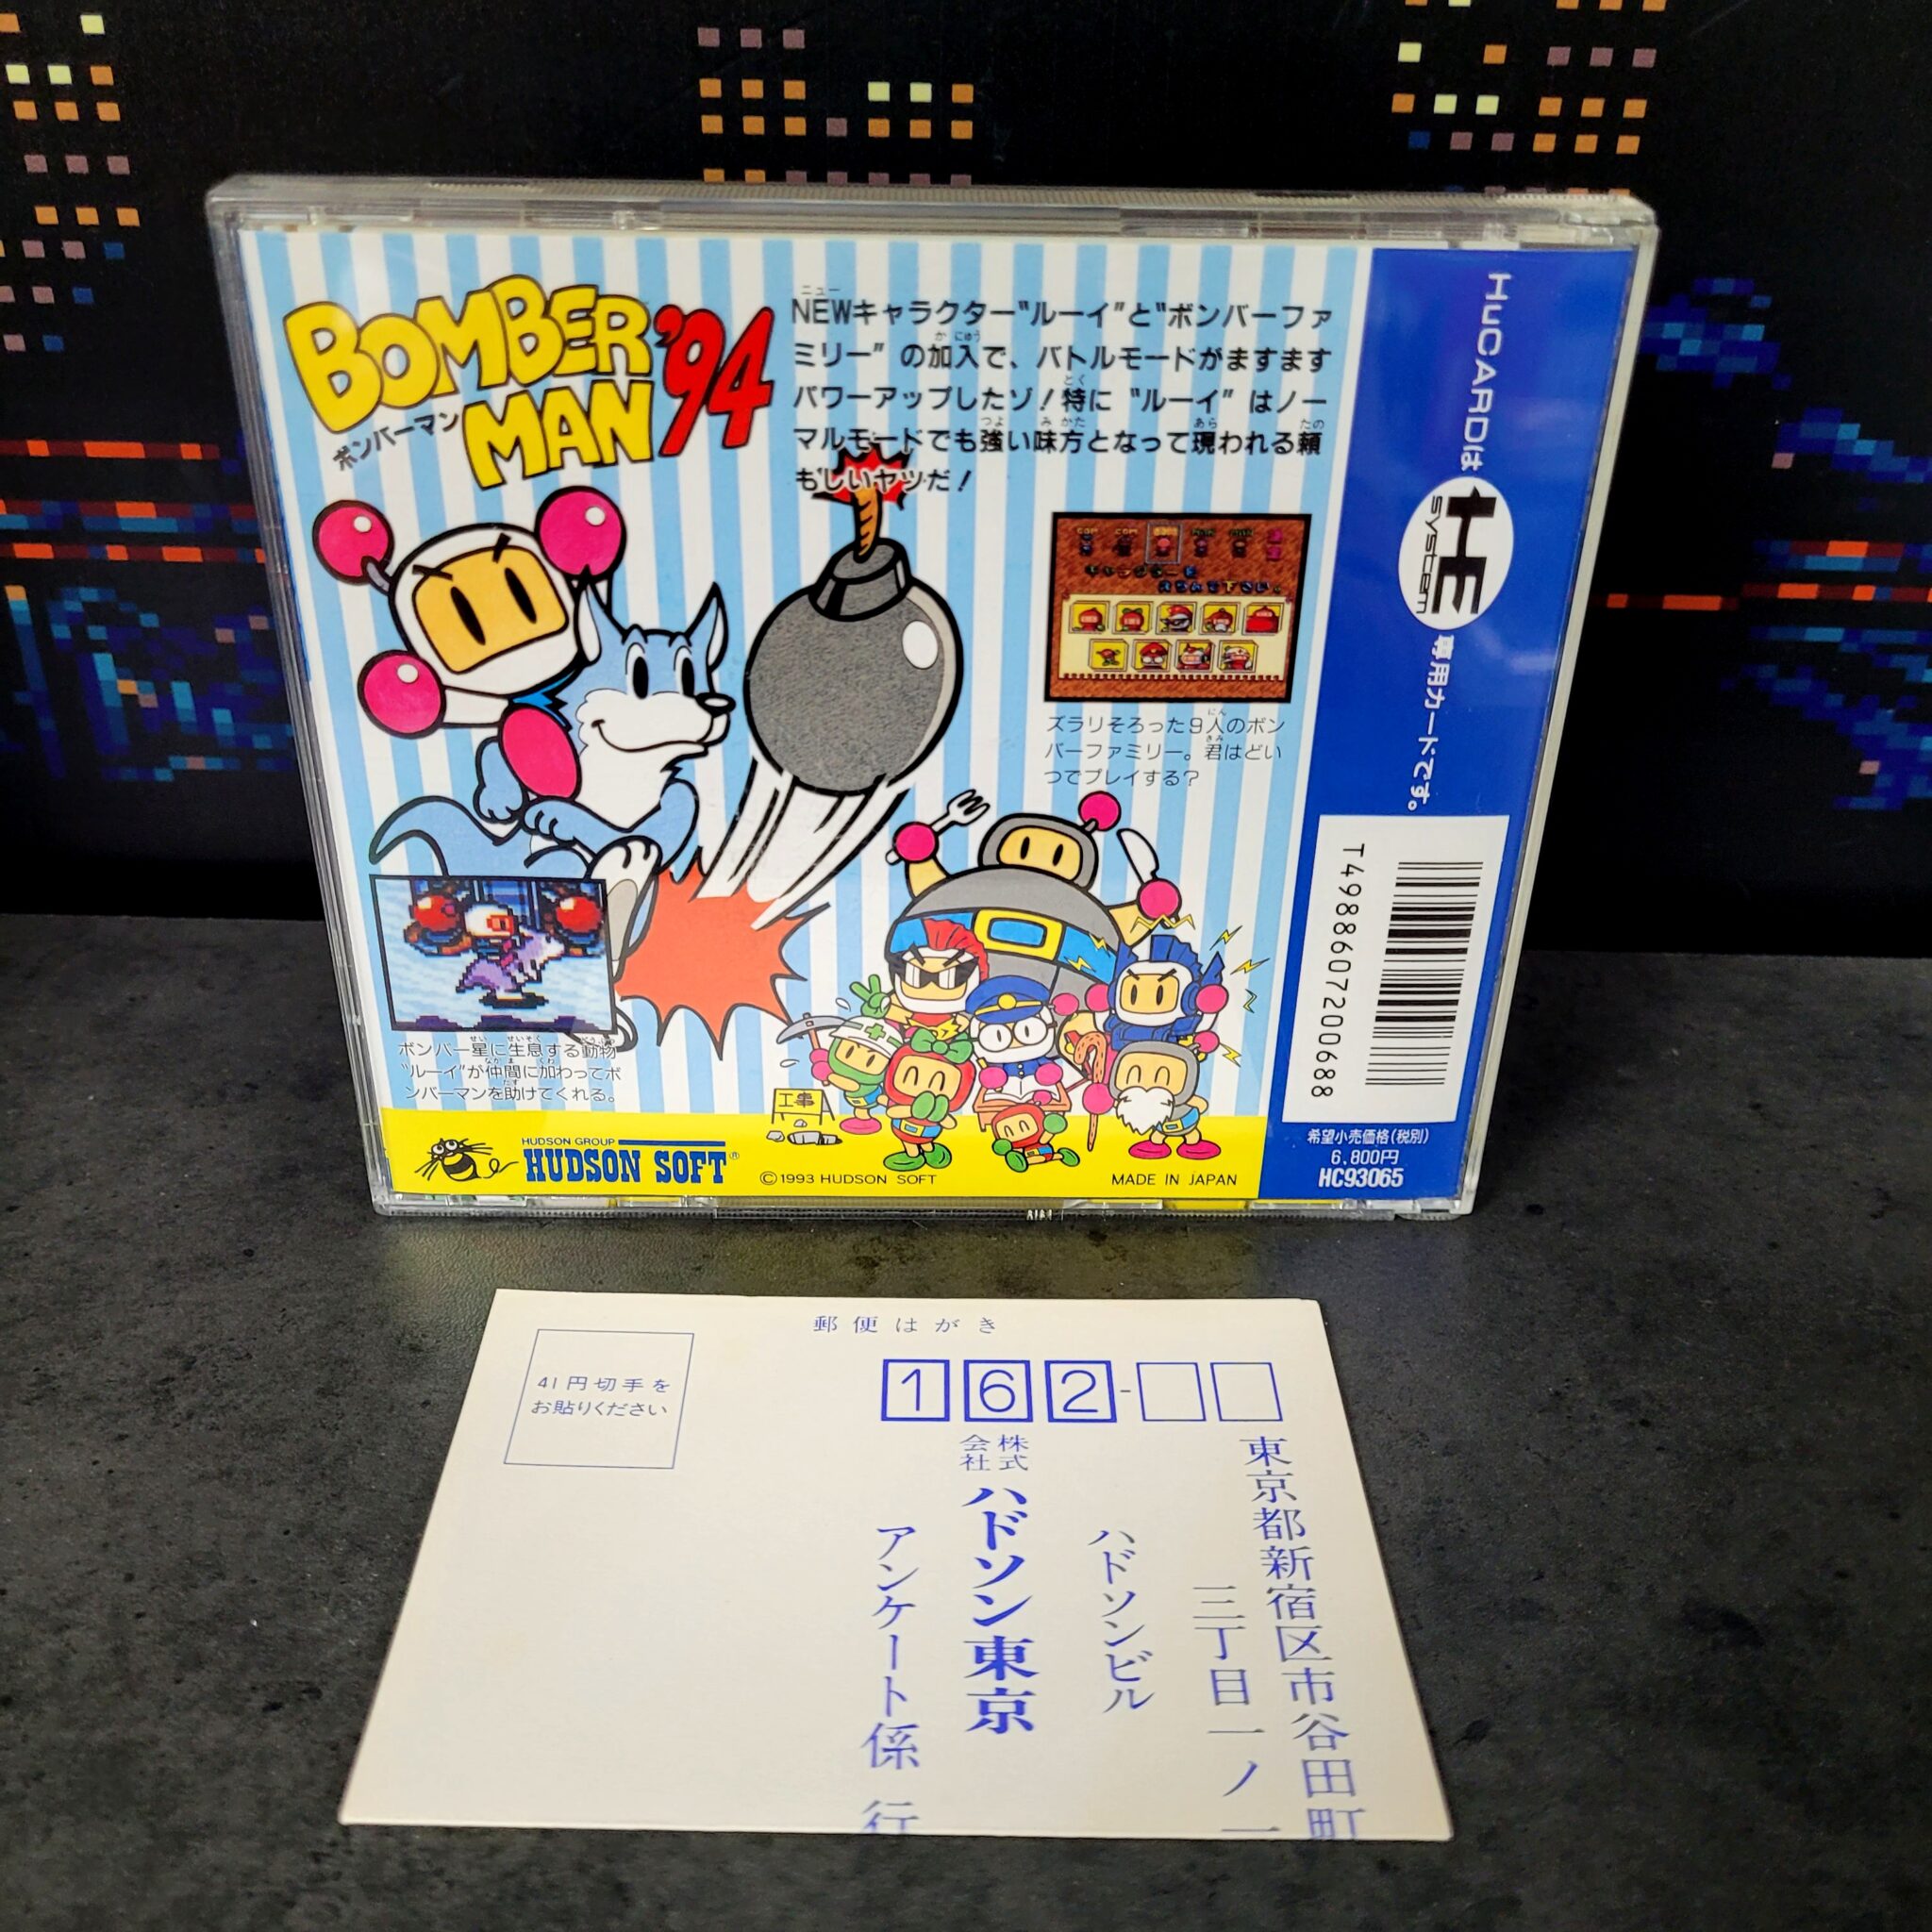 BOMBER
MAN '94
ボンバーマン
NEWキャラクター“ルーイ”と“ボンバーファ
ミリー”の加入で、バトルモードがますます
パワーアップしたゾ！特に“ルーイ”はノー
マルモードでも強い味方となって現われる頼
もしいヤツだ！
ズラリそろった9人のボン
バーファミリー。君はどい
つでプレイする？
ボンバー星に生息する動物
“ルーイ”が仲間に加わってボ
ンバーマンを助けてくれる。
工事
HUDSON GROUP
HUDSON SOFT®
©1993 HUDSON SOFT
MADE IN JAPAN
HuCARDは
HE
system
専用カードです。
T4988607200688
希望小売価格(税別)
6,800円
HC93065
郵便はがき
41円切手を
お貼りください
162-
東京都新宿区市谷田町
三丁目一ノ一
ハドソンビル
株式会社
ハドソン東京
アンケート係 行